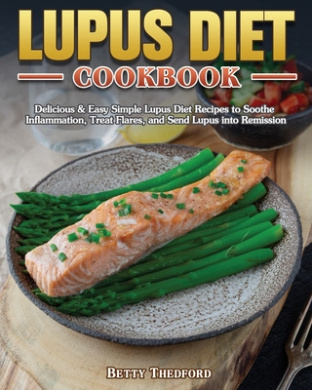 LUPUS DIET
COOKBOOK
Delicious & Easy Simple Lupus Diet Recipes to Soothe
Inflammation, Treat Flares, and Send Lupus into Remission
Betty Thedford